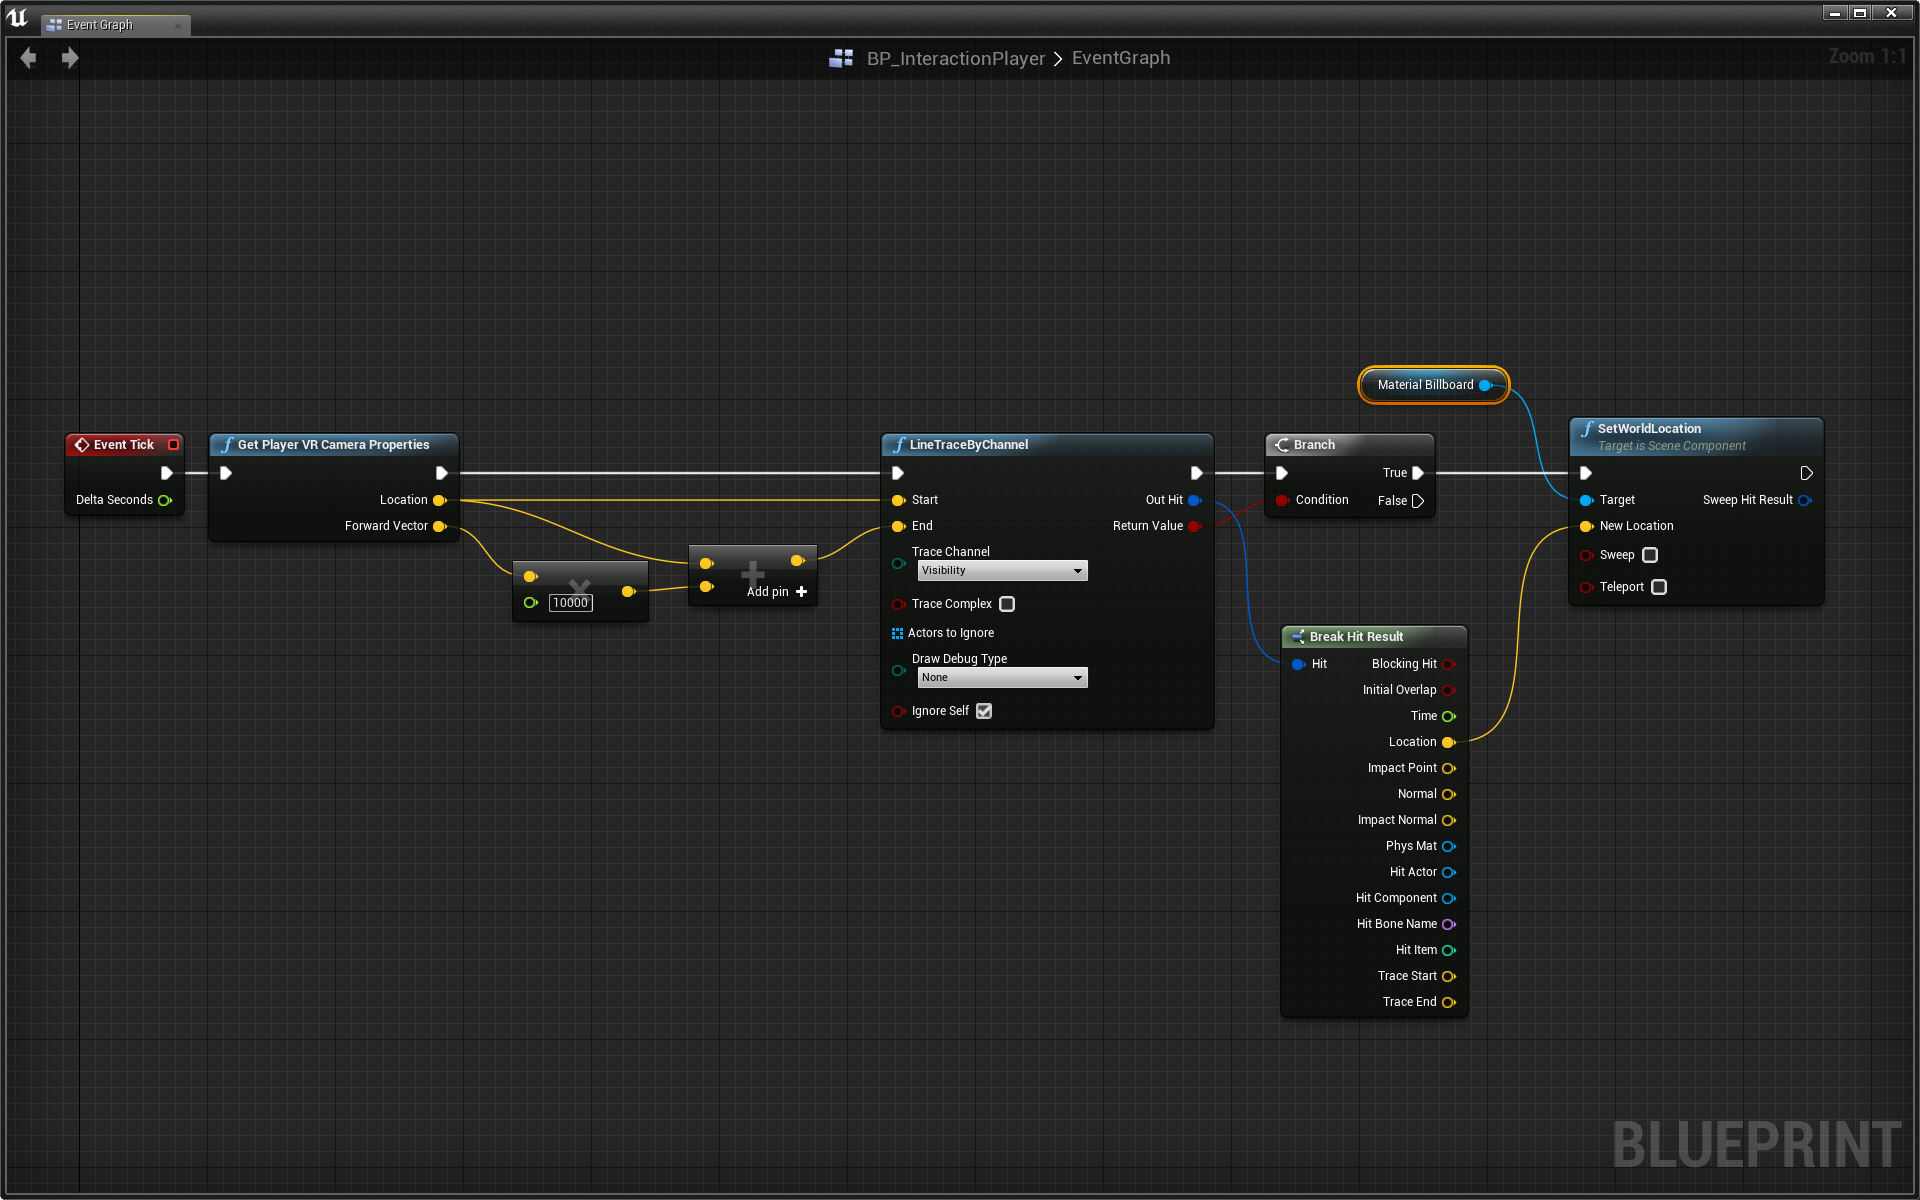 Event Graph
BP_InteractionPlayer > EventGraph
Zoom 1:1
Material Billboard
Event Tick
Delta Seconds
Get Player VR Camera Properties
Location
Forward Vector
10000
Add pin
LineTraceByChannel
Start
Out Hit
End
Return Value
Trace Channel
Visibility
Trace Complex
Actors to Ignore
Draw Debug Type
None
Ignore Self
Branch
True
Condition
False
SetWorldLocation
Target is Scene Component
Target
Sweep Hit Result
New Location
Sweep
Teleport
Break Hit Result
Hit
Blocking Hit
Initial Overlap
Time
Location
Impact Point
Normal
Impact Normal
Phys Mat
Hit Actor
Hit Component
Hit Bone Name
Hit Item
Trace Start
Trace End
BLUEPRINT